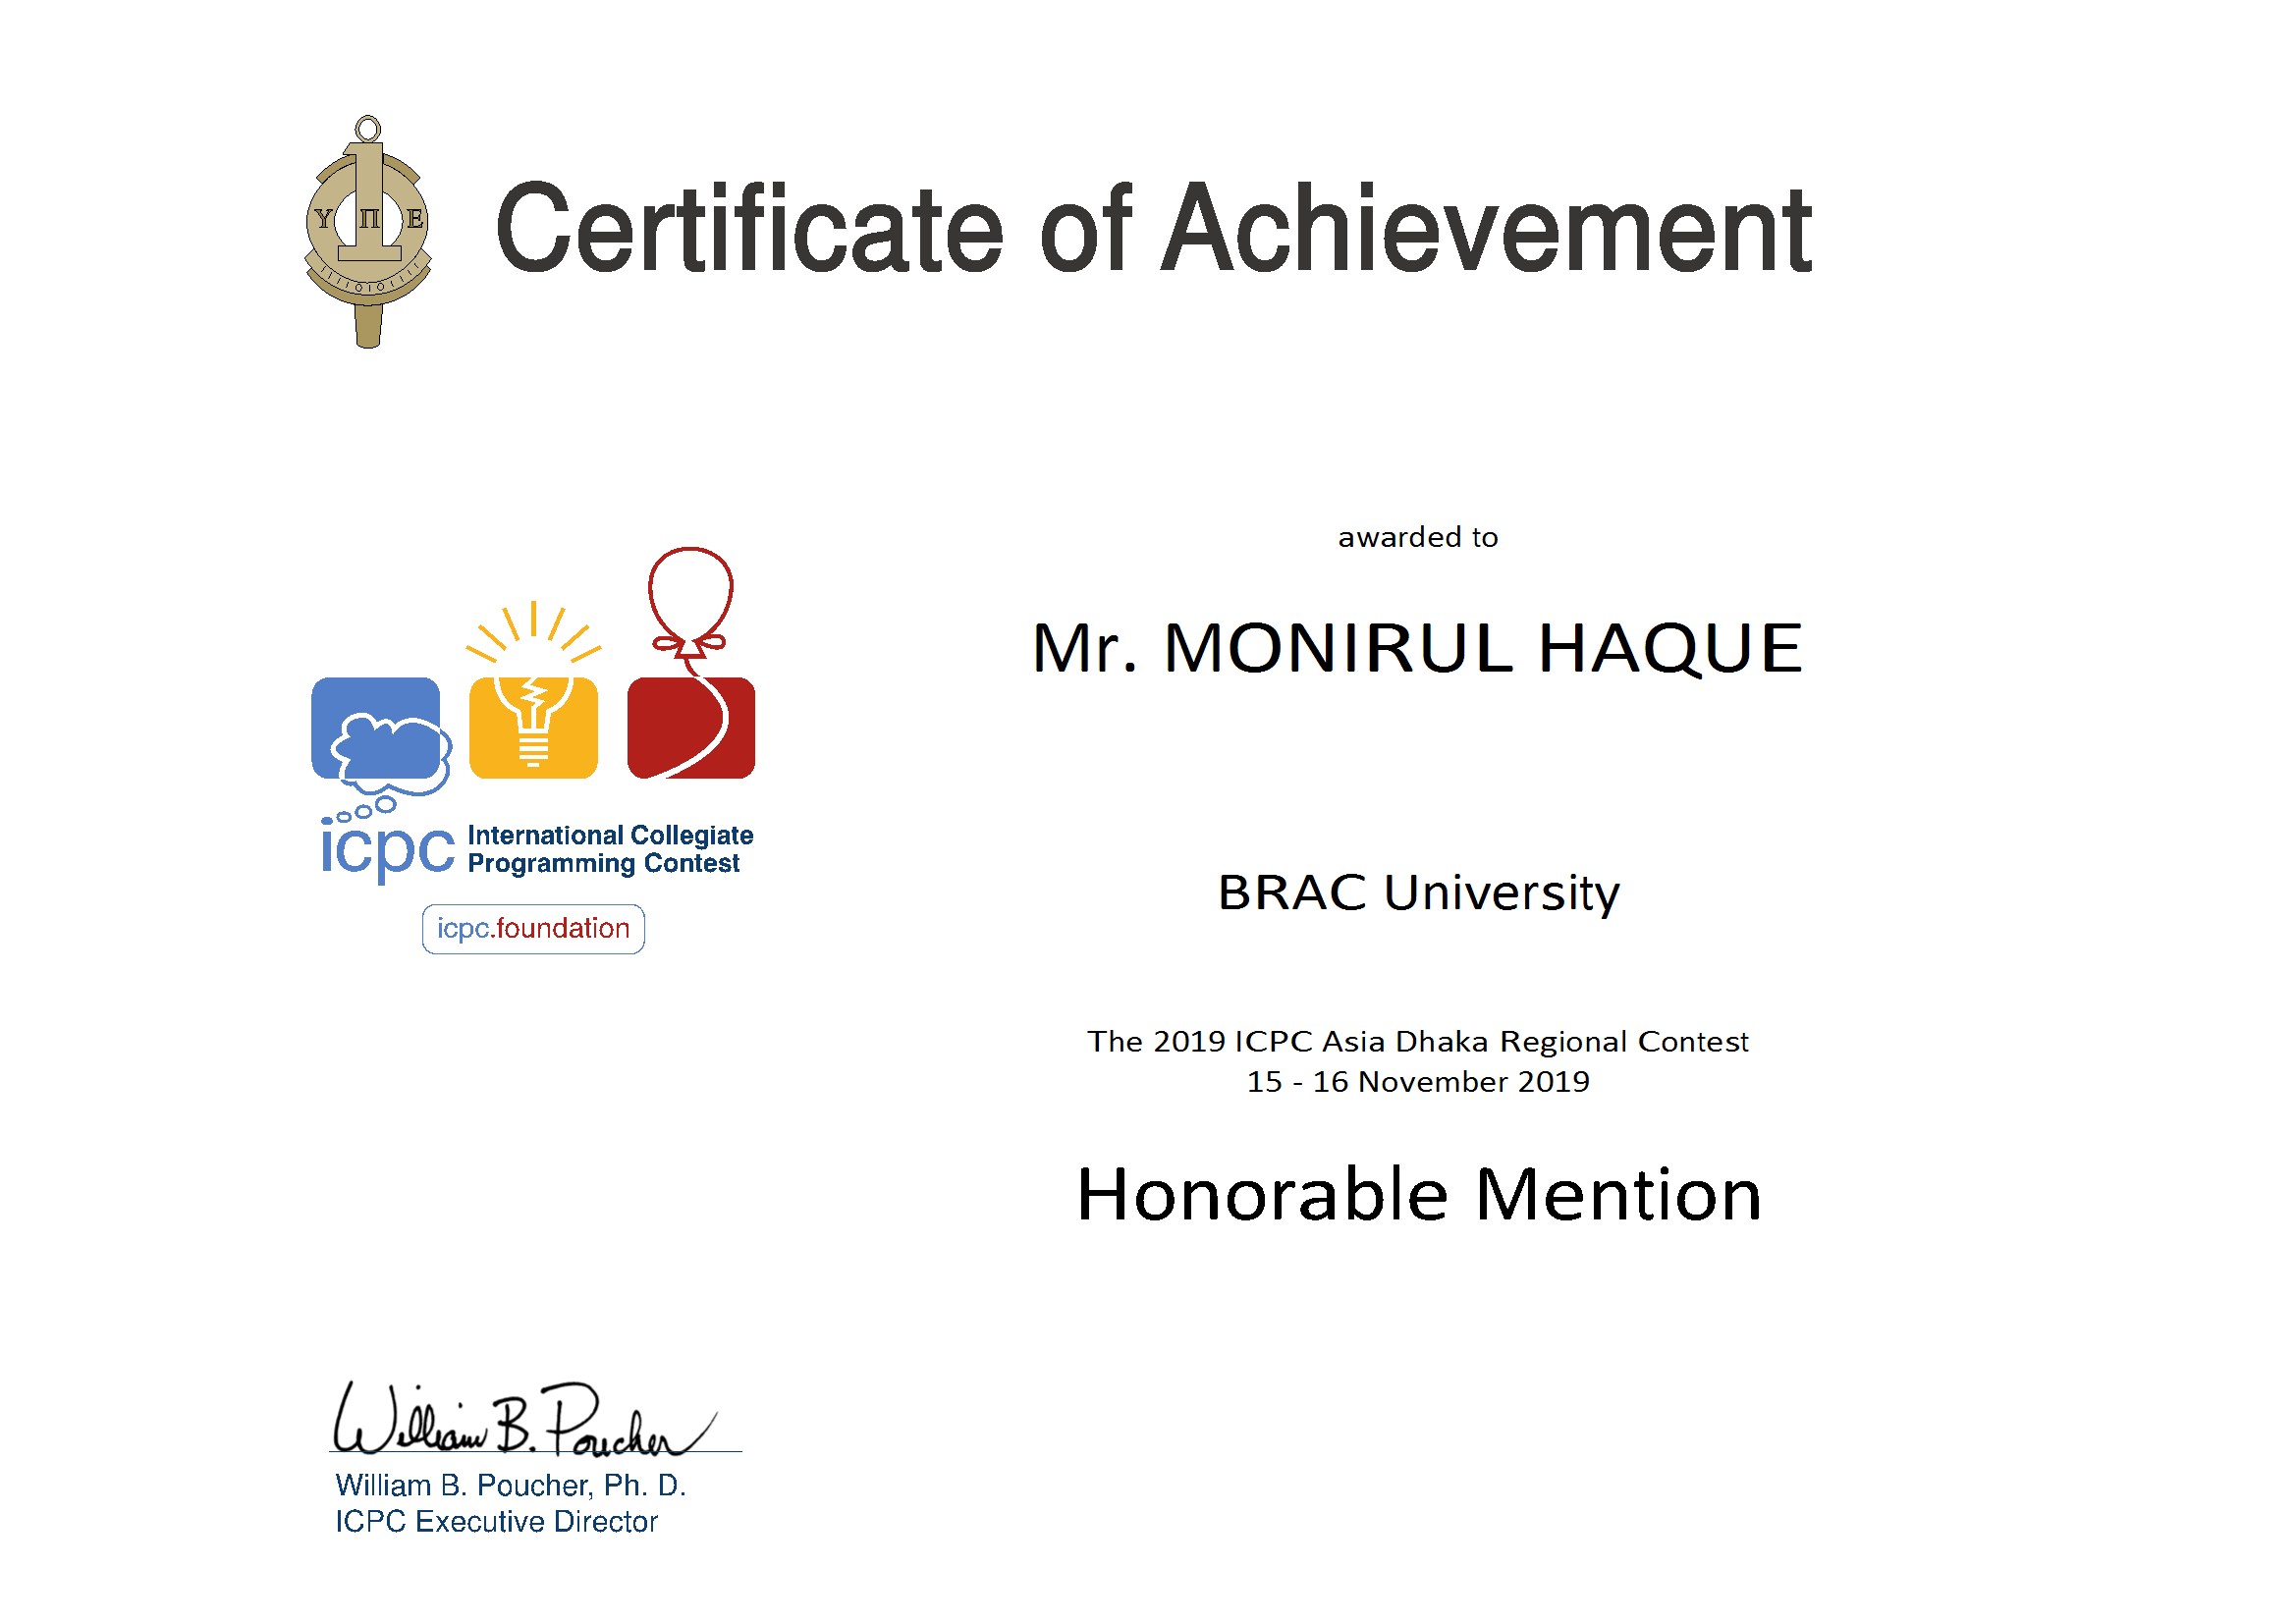 Certificate of Achievement
Υ Π Ε
awarded to
Mr. MONIRUL HAQUE
icpc International Collegiate
Programming Contest
icpc.foundation
BRAC University
The 2019 ICPC Asia Dhaka Regional Contest
15 - 16 November 2019
Honorable Mention
William B. Poucher
William B. Poucher, Ph. D.
ICPC Executive Director